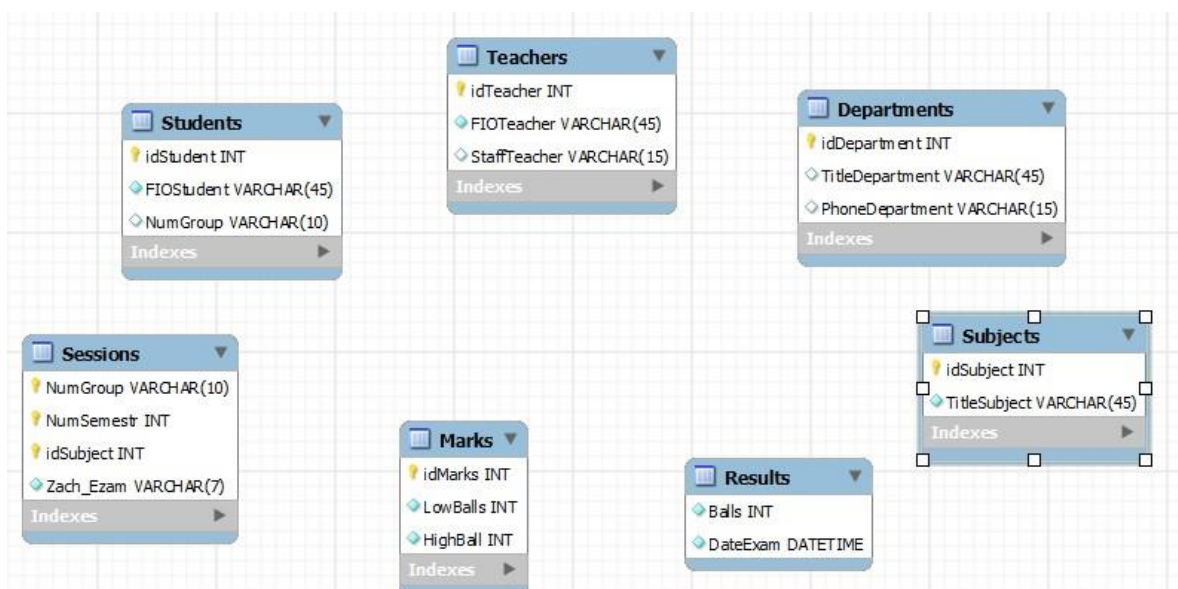 Teachers
idTeacher INT
FIOTeacher VARCHAR(45)
StaffTeacher VARCHAR(15)
Indexes
Students
idStudent INT
FIOStudent VARCHAR(45)
NumGroup VARCHAR(10)
Indexes
Departments
idDepartment INT
TitleDepartment VARCHAR(45)
PhoneDepartment VARCHAR(15)
Indexes
Sessions
NumGroup VARCHAR(10)
NumSemestr INT
idSubject INT
Zach_Ezam VARCHAR(7)
Indexes
Subjects
idSubject INT
TitleSubject VARCHAR(45)
Indexes
Marks
idMarks INT
LowBalls INT
HighBall INT
Indexes
Results
Balls INT
DateExam DATETIME